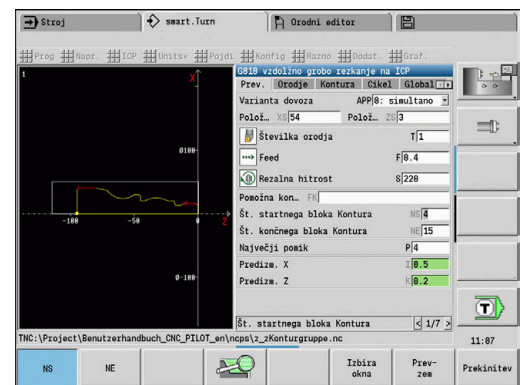 Stroj smart.Turn Orodni editor
Prog Napr. ICP Units▸ Pojdi Konfig Razno Dodat. Graf.
G810 vzdolžno grobo rezkanje na ICP
Prev. Orodje Kontura Cikel Global
1
X
Varianta dovoza APP 0: simultano
Polož… XS 54 Polož… ZS 3
Številka orodja T 1
0100-
Feed F 0.4
Rezalna hitrost S 220
Pomožna kon… FK
-100 -50 0 Z
Št. startnega bloka Kontura NS 4
Št. končnega bloka Kontura NE 15
Največji pomik P 4
Predizm. X I 0.5
0-100-
Predizm. Z K 0.2
Št. startnega bloka Kontura < 1/7 >
T
TNC:\Project\Benutzerhandbuch_CNC_PILOT_en\ncps\z_zKonturgruppe.nc
11:07
NS NE Izbira okna Prev-zem Prekinitev